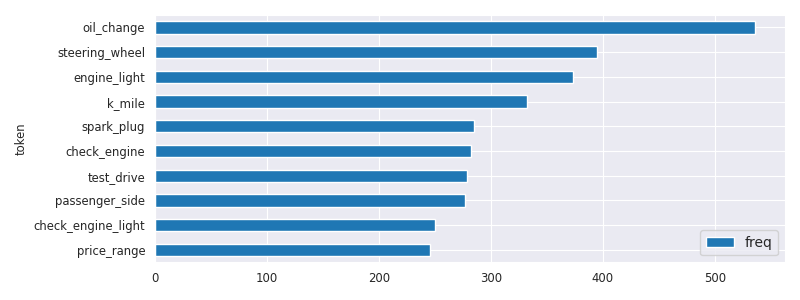 token
oil_change
steering_wheel
engine_light
k_mile
spark_plug
check_engine
test_drive
passenger_side
check_engine_light
price_range
freq
0 100 200 300 400 500